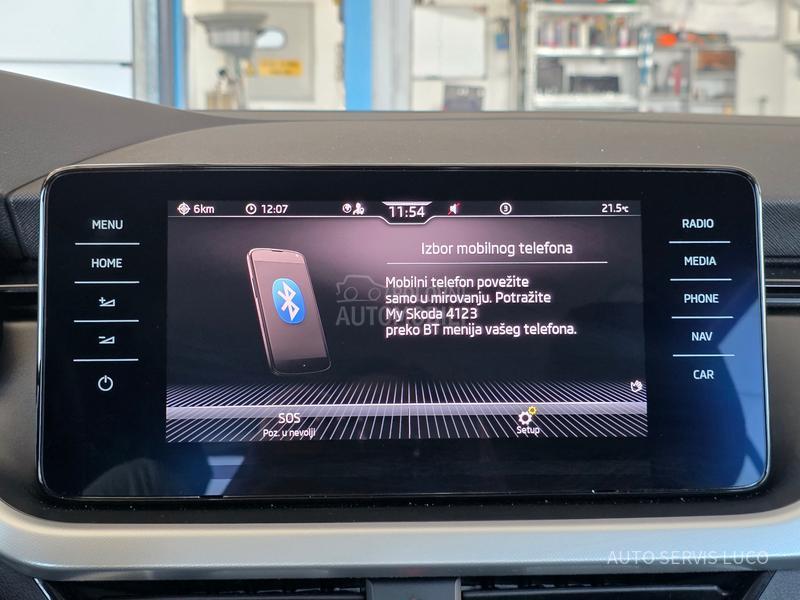 6km
12:07
11:54
3
21.5°C
MENU
HOME
RADIO
MEDIA
PHONE
NAV
CAR
Izbor mobilnog telefona
Mobilni telefon povežite
samo u mirovanju. Potražite
My Skoda 4123
preko BT menija vašeg telefona.
SOS
Poz. u nevolji
Setup
AUTO SERVIS LUCO